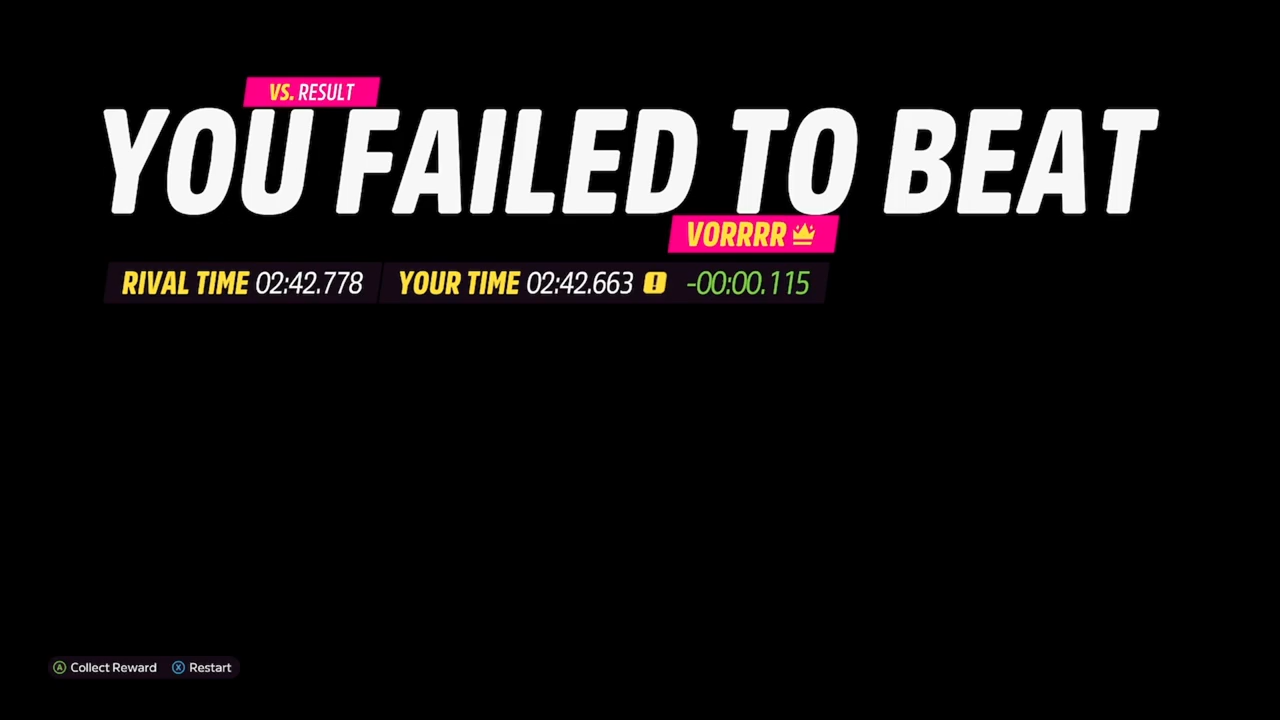 VS. RESULT
YOU FAILED TO BEAT
VORRRR
RIVAL TIME 02:42.778 YOUR TIME 02:42.663 ! -00:00.115
A Collect Reward X Restart